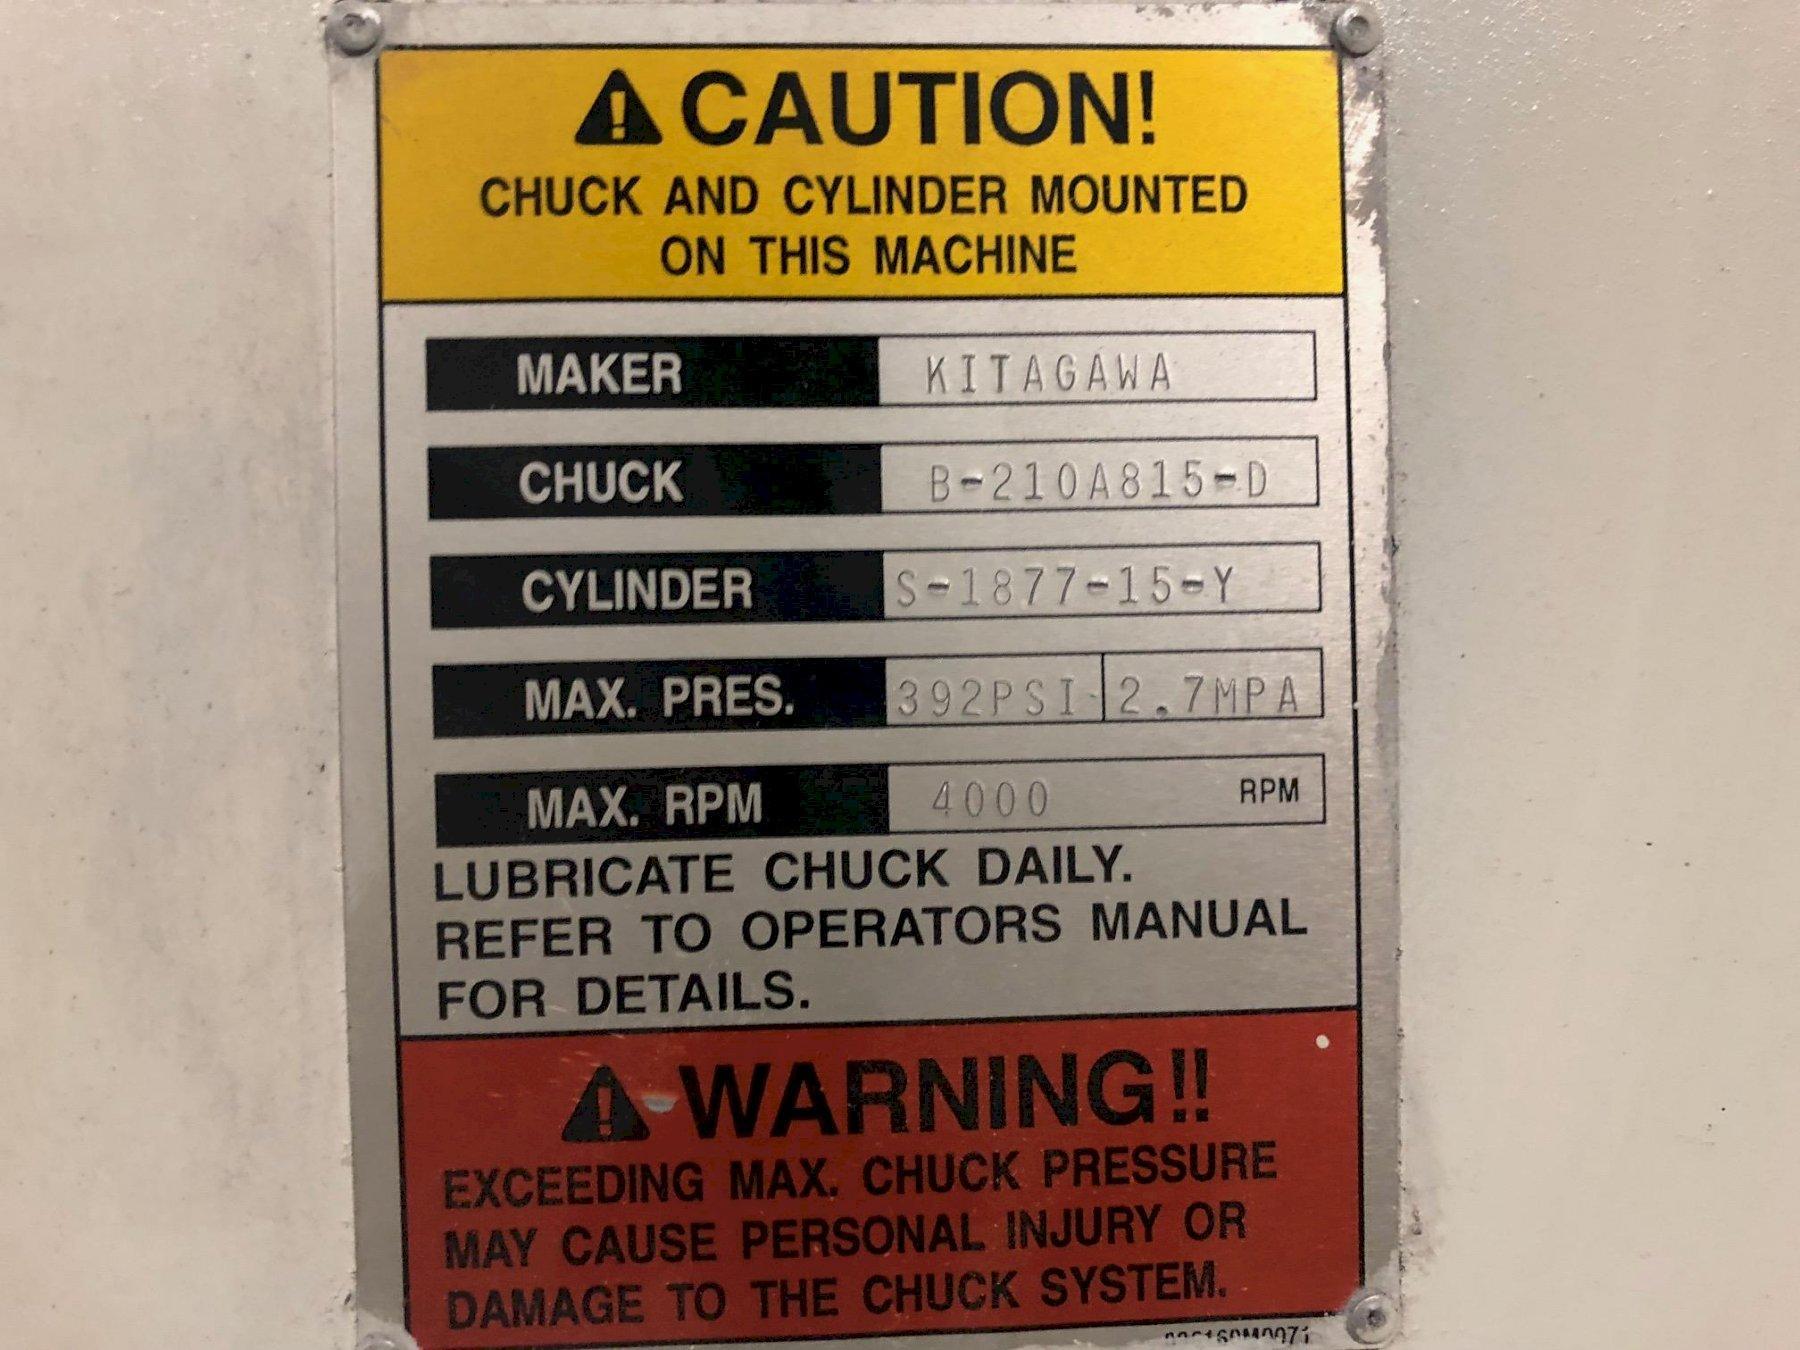 CAUTION!
CHUCK AND CYLINDER MOUNTED
ON THIS MACHINE
MAKER KITAGAWA
CHUCK B-210A815-D
CYLINDER S-1877-15-Y
MAX. PRES. 392PSI 2.7MPA
MAX. RPM 4000 RPM
LUBRICATE CHUCK DAILY.
REFER TO OPERATORS MANUAL
FOR DETAILS.
WARNING!!
EXCEEDING MAX. CHUCK PRESSURE
MAY CAUSE PERSONAL INJURY OR
DAMAGE TO THE CHUCK SYSTEM.